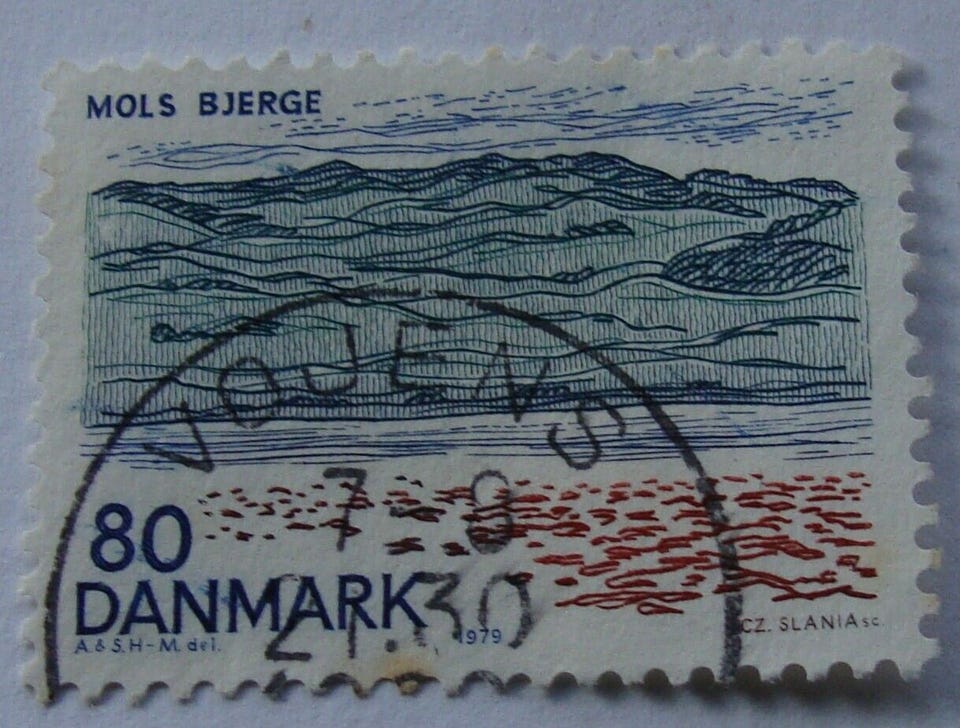 MOLS BJERGE
VOJENS
7-8
21.30
80
DANMARK
1979
A. & S. H-M. del.
CZ. SLANIA sc.